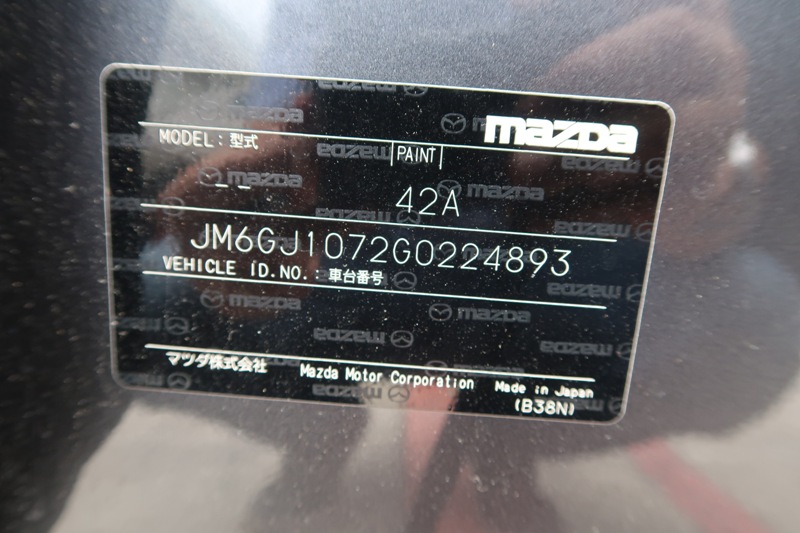 mazda
MODEL: 型式
PAINT
42A
JM6GJ1072G0224893
VEHICLE ID.NO.: 車台番号
マツダ株式会社 Mazda Motor Corporation Made in Japan
(B38N)